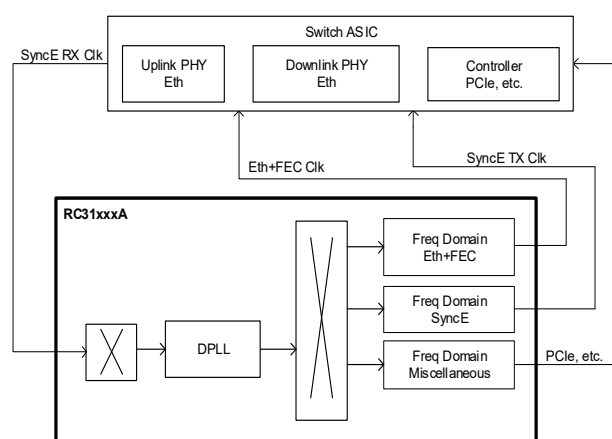 Switch ASIC
SyncE RX Clk
Uplink PHY
Eth
Downlink PHY
Eth
Controller
PCIe, etc.
Eth+FEC Clk
SyncE TX Clk
RC31xxxA
Freq Domain
Eth+FEC
Freq Domain
SyncE
DPLL
Freq Domain
Miscellaneous
PCIe, etc.